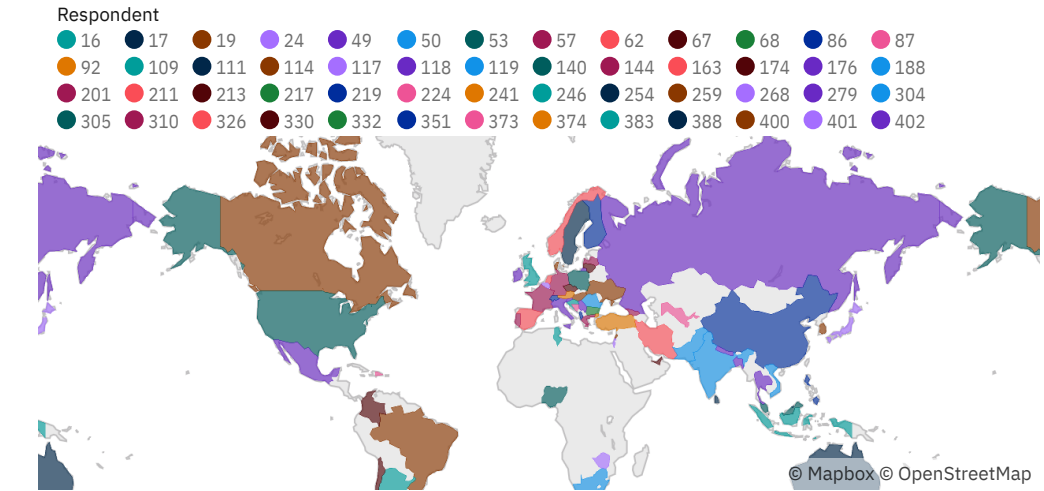 Respondent
16 17 19 24 49 50 53 57 62 67 68 86 87
92 109 111 114 117 118 119 140 144 163 174 176 188
201 211 213 217 219 224 241 246 254 259 268 279 304
305 310 326 330 332 351 373 374 383 388 400 401 402
© Mapbox © OpenStreetMap